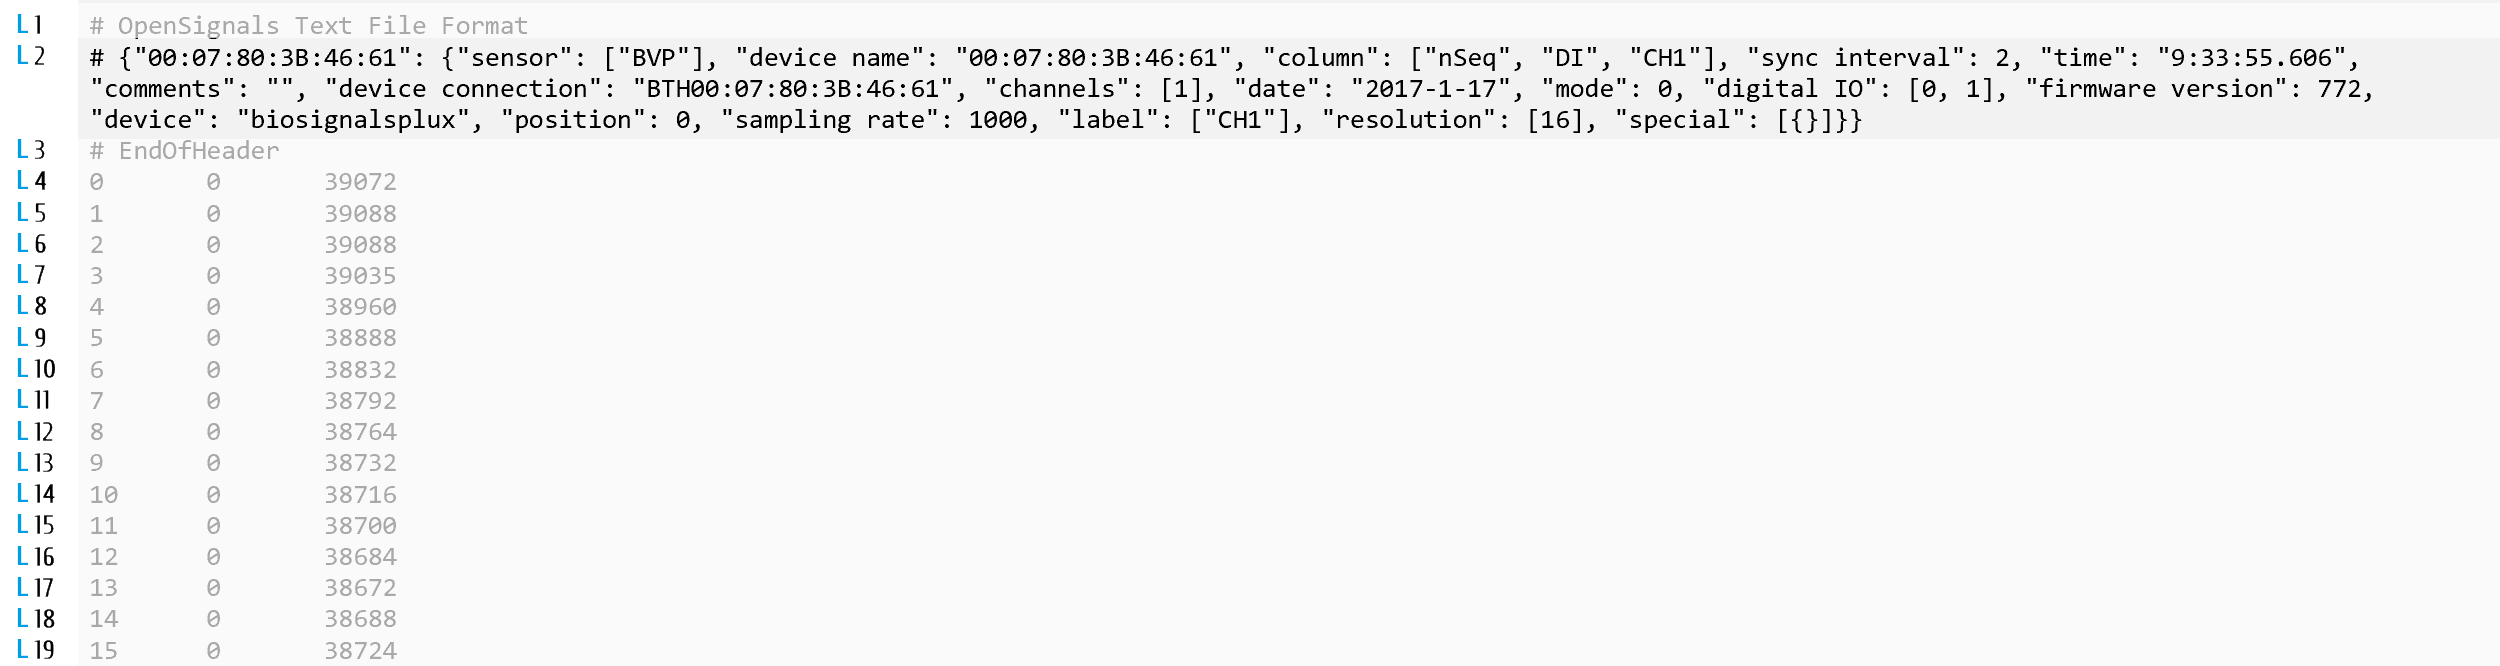 L1 # OpenSignals Text File Format
L2 # {"00:07:80:3B:46:61": {"sensor": ["BVP"], "device name": "00:07:80:3B:46:61", "column": ["nSeq", "DI", "CH1"], "sync interval": 2, "time": "9:33:55.606",
"comments": "", "device connection": "BTH00:07:80:3B:46:61", "channels": [1], "date": "2017-1-17", "mode": 0, "digital IO": [0, 1], "firmware version": 772,
"device": "biosignalsplux", "position": 0, "sampling rate": 1000, "label": ["CH1"], "resolution": [16], "special": [{}]}}
L3 # EndOfHeader
L4 0 0 39072
L5 1 0 39088
L6 2 0 39088
L7 3 0 39035
L8 4 0 38960
L9 5 0 38888
L10 6 0 38832
L11 7 0 38792
L12 8 0 38764
L13 9 0 38732
L14 10 0 38716
L15 11 0 38700
L16 12 0 38684
L17 13 0 38672
L18 14 0 38688
L19 15 0 38724